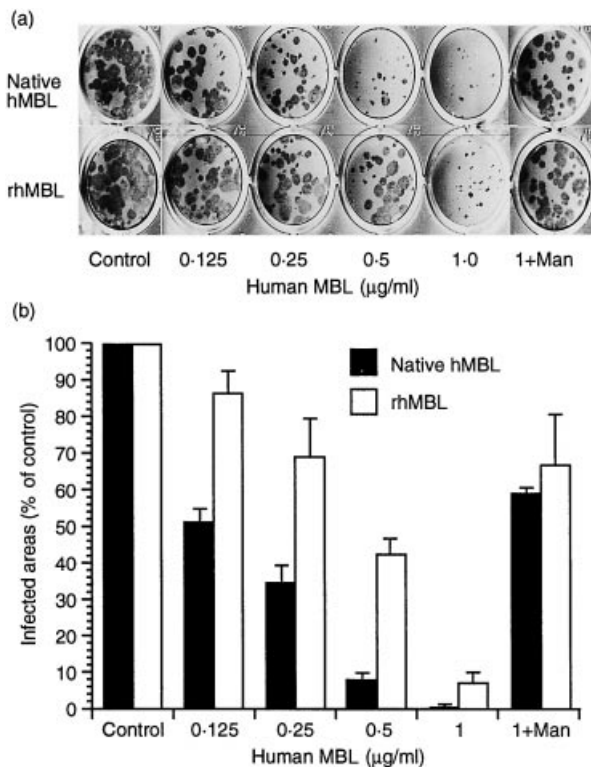 (a)
Native
hMBL
rhMBL
Control 0·125 0·25 0·5 1·0 1+Man
Human MBL (μg/ml)
(b)
Infected areas (% of control)
100
90
80
70
60
50
40
30
20
10
0
Native hMBL
rhMBL
Control 0·125 0·25 0·5 1 1+Man
Human MBL (μg/ml)